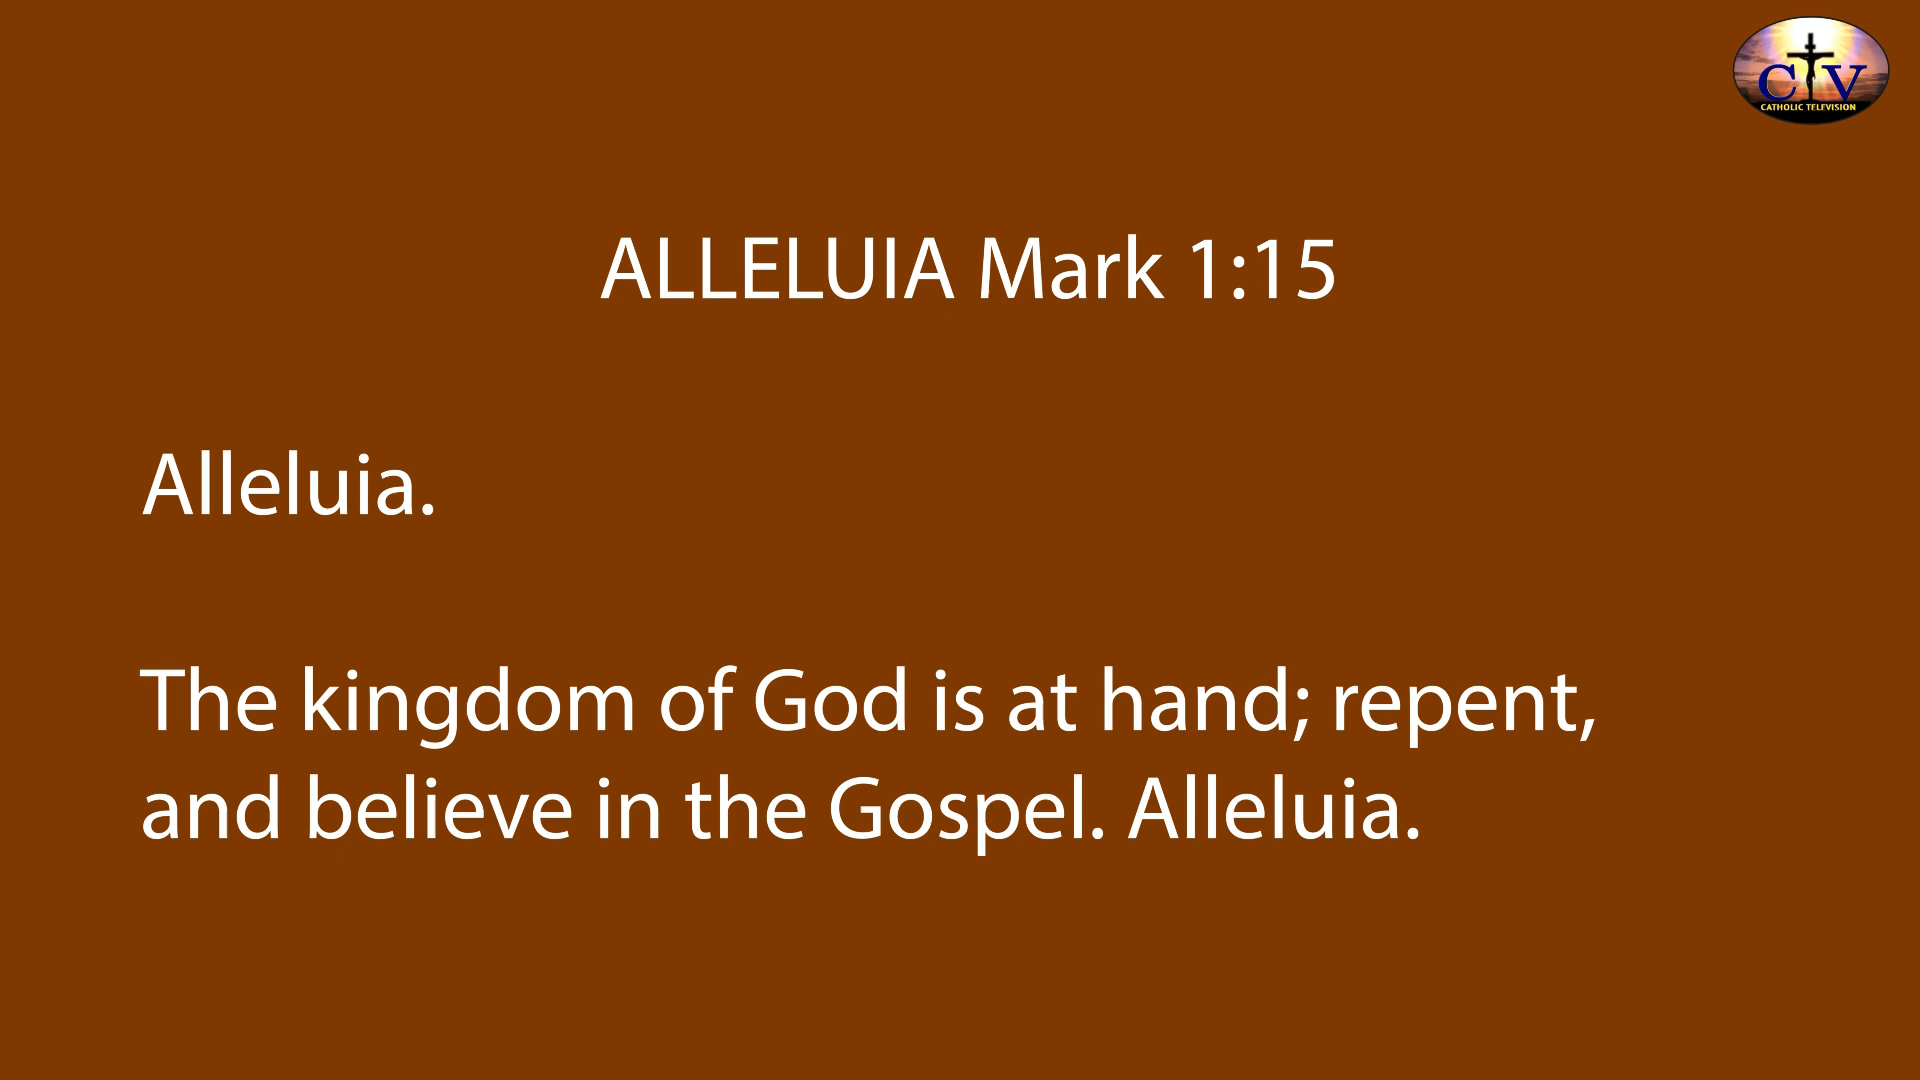 CTV
CATHOLIC TELEVISION
ALLELUIA Mark 1:15
Alleluia.
The kingdom of God is at hand; repent,
and believe in the Gospel. Alleluia.